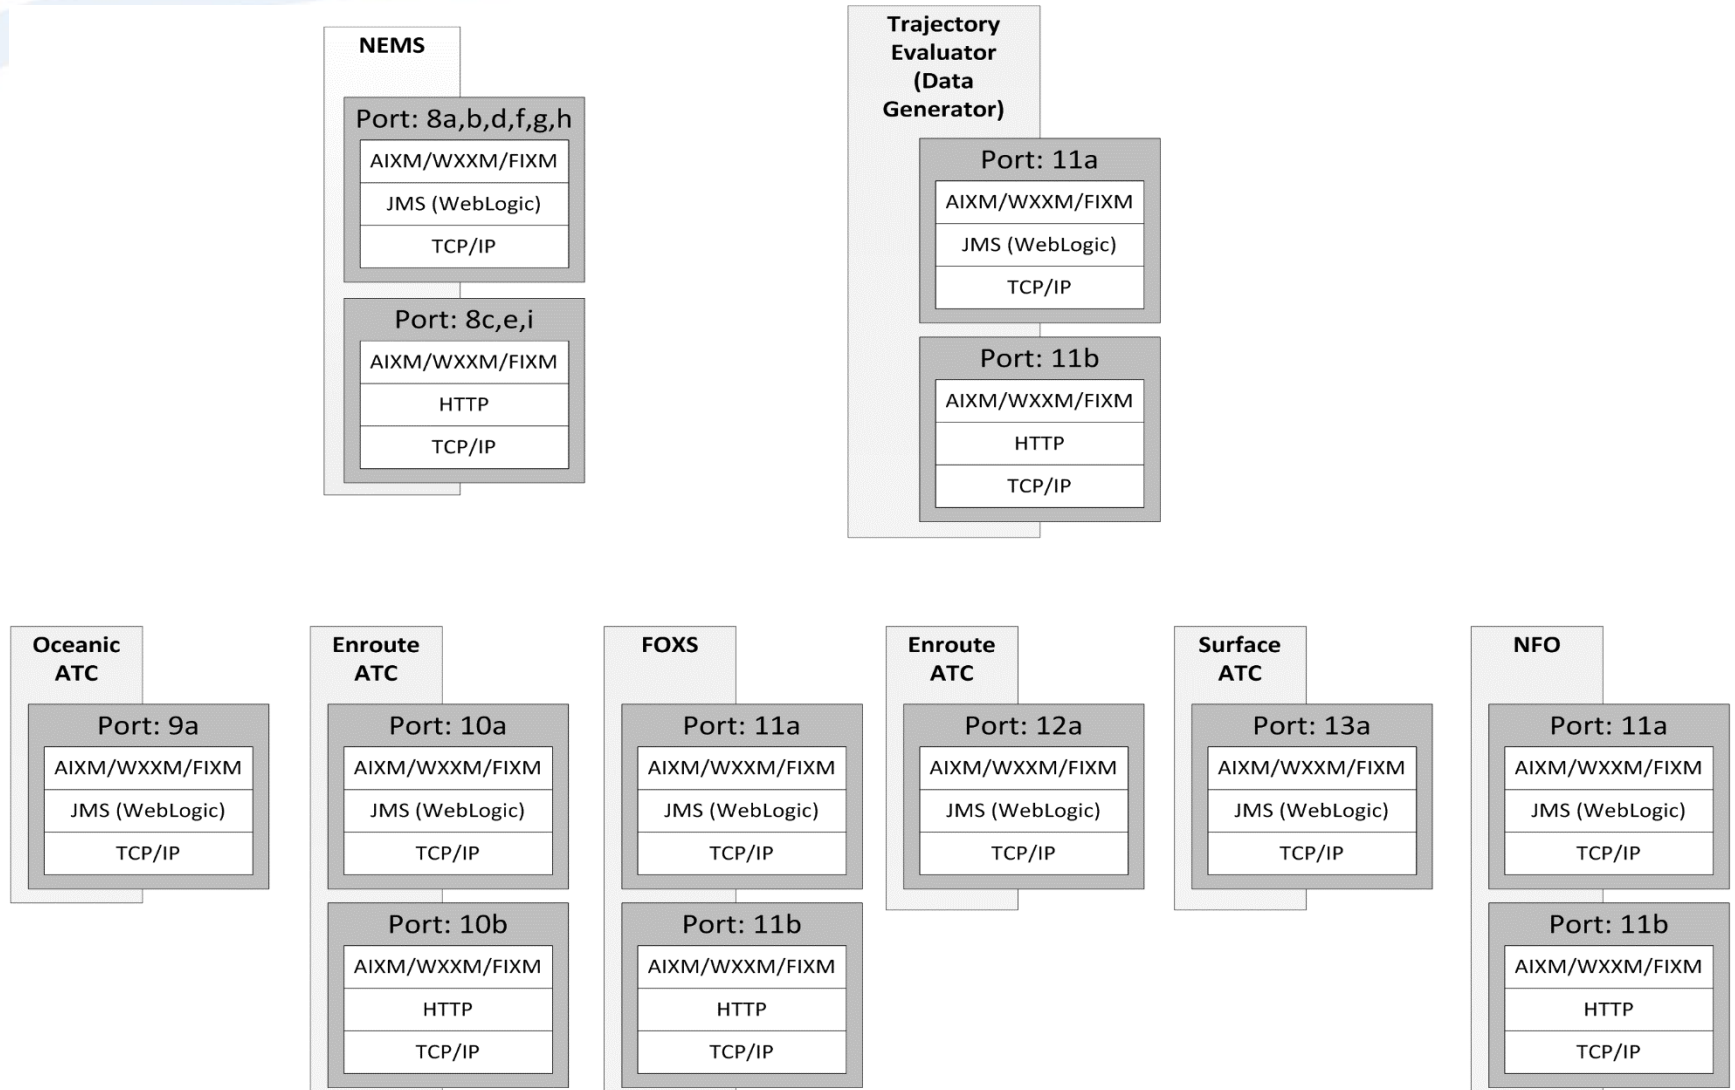 NEMS
Port: 8a,b,d,f,g,h
AIXM/WXXM/FIXM
JMS (WebLogic)
TCP/IP
Port: 8c,e,i
AIXM/WXXM/FIXM
HTTP
TCP/IP
Trajectory
Evaluator
(Data
Generator)
Port: 11a
AIXM/WXXM/FIXM
JMS (WebLogic)
TCP/IP
Port: 11b
AIXM/WXXM/FIXM
HTTP
TCP/IP
Oceanic
ATC
Port: 9a
AIXM/WXXM/FIXM
JMS (WebLogic)
TCP/IP
Enroute
ATC
Port: 10a
AIXM/WXXM/FIXM
JMS (WebLogic)
TCP/IP
Port: 10b
AIXM/WXXM/FIXM
HTTP
TCP/IP
FOXS
Port: 11a
AIXM/WXXM/FIXM
JMS (WebLogic)
TCP/IP
Port: 11b
AIXM/WXXM/FIXM
HTTP
TCP/IP
Enroute
ATC
Port: 12a
AIXM/WXXM/FIXM
JMS (WebLogic)
TCP/IP
Surface
ATC
Port: 13a
AIXM/WXXM/FIXM
JMS (WebLogic)
TCP/IP
NFO
Port: 11a
AIXM/WXXM/FIXM
JMS (WebLogic)
TCP/IP
Port: 11b
AIXM/WXXM/FIXM
HTTP
TCP/IP